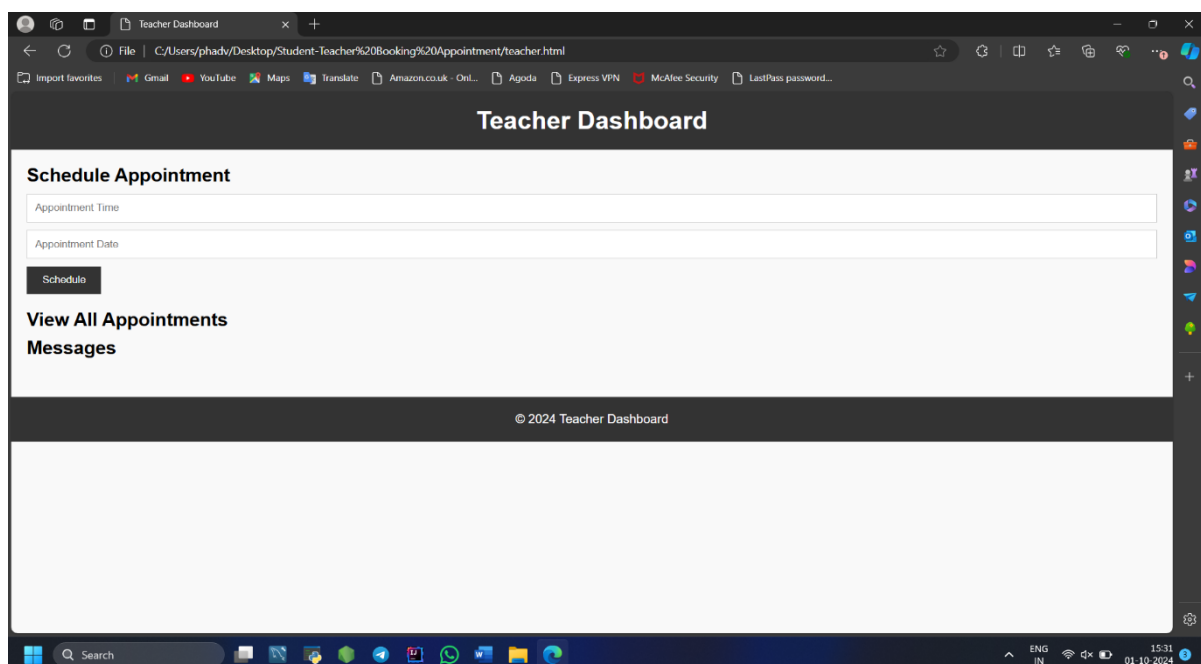 Teacher Dashboard
File | C:/Users/phadv/Desktop/Student-Teacher%20Booking%20Appointment/teacher.html
Import favorites Gmail YouTube Maps Translate Amazon.co.uk - Onl... Agoda Express VPN McAfee Security LastPass password...
Teacher Dashboard
Schedule Appointment
Appointment Time
Appointment Date
Schedule
View All Appointments
Messages
© 2024 Teacher Dashboard
Search ENG 15:31
IN 01-10-2024 3